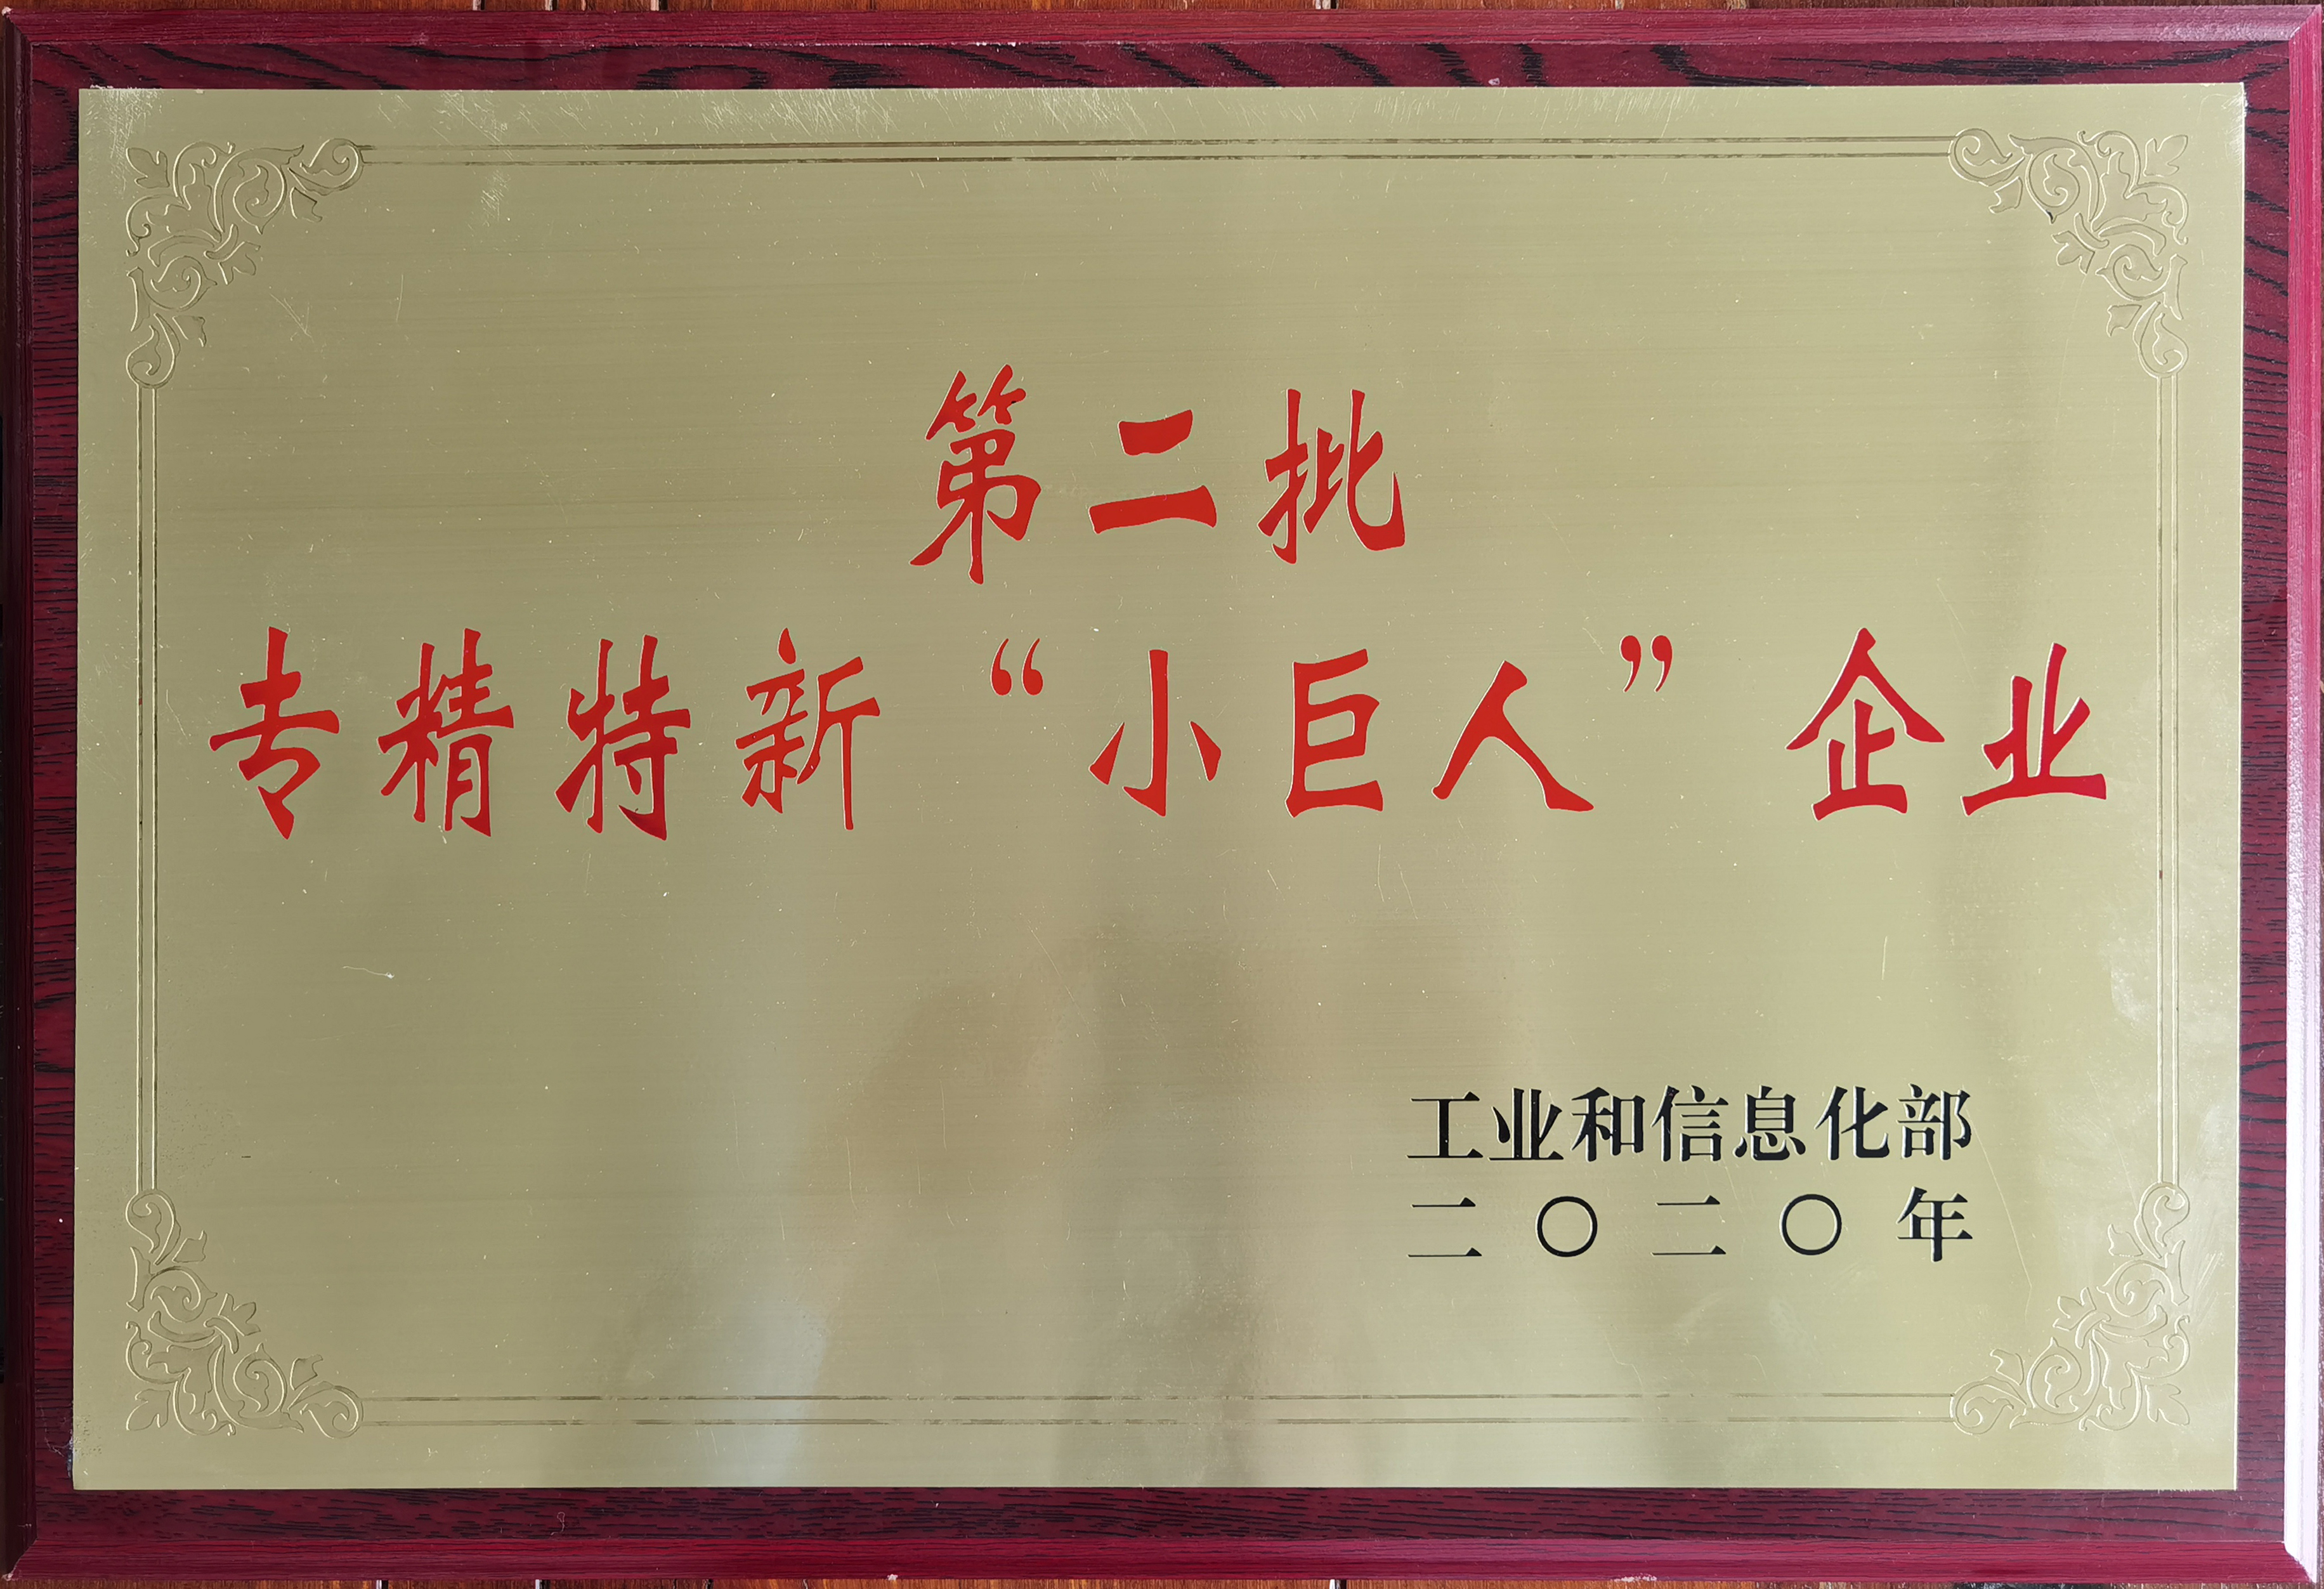 第二批
专精特新“小巨人”企业
工业和信息化部
二〇二〇年